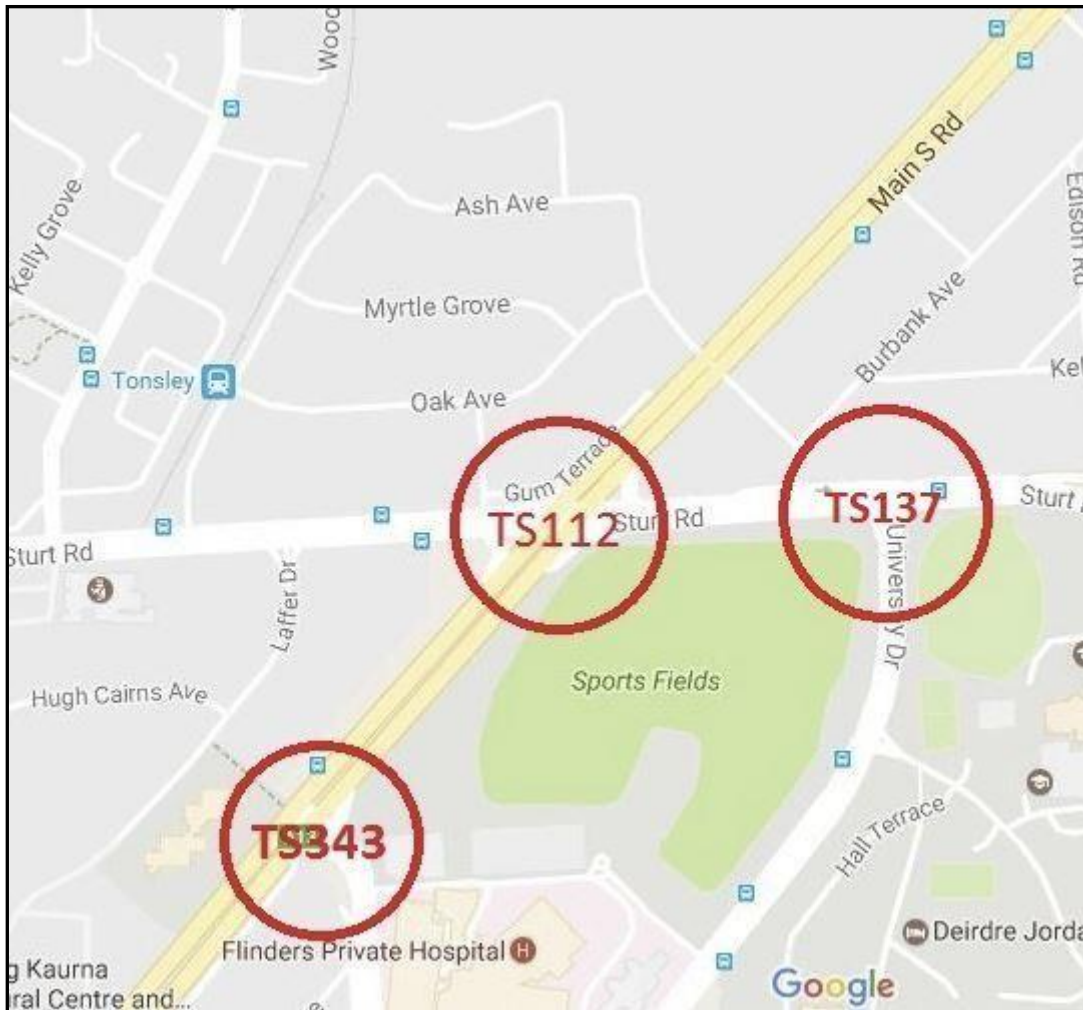 Wood
Main S Rd
Kelly Grove
Ash Ave
Edison Rd
Myrtle Grove
Burbank Ave
Tonsley
Oak Ave
Gum Terrace
TS112
TS137
Sturt Rd
Sturt
Sturt Rd
Laffer Dr
University Dr
Sports Fields
Hugh Cairns Ave
Hall Terrace
TS343
Flinders Private Hospital H
Deirdre Jorda
g Kaurna
ural Centre and...
Google